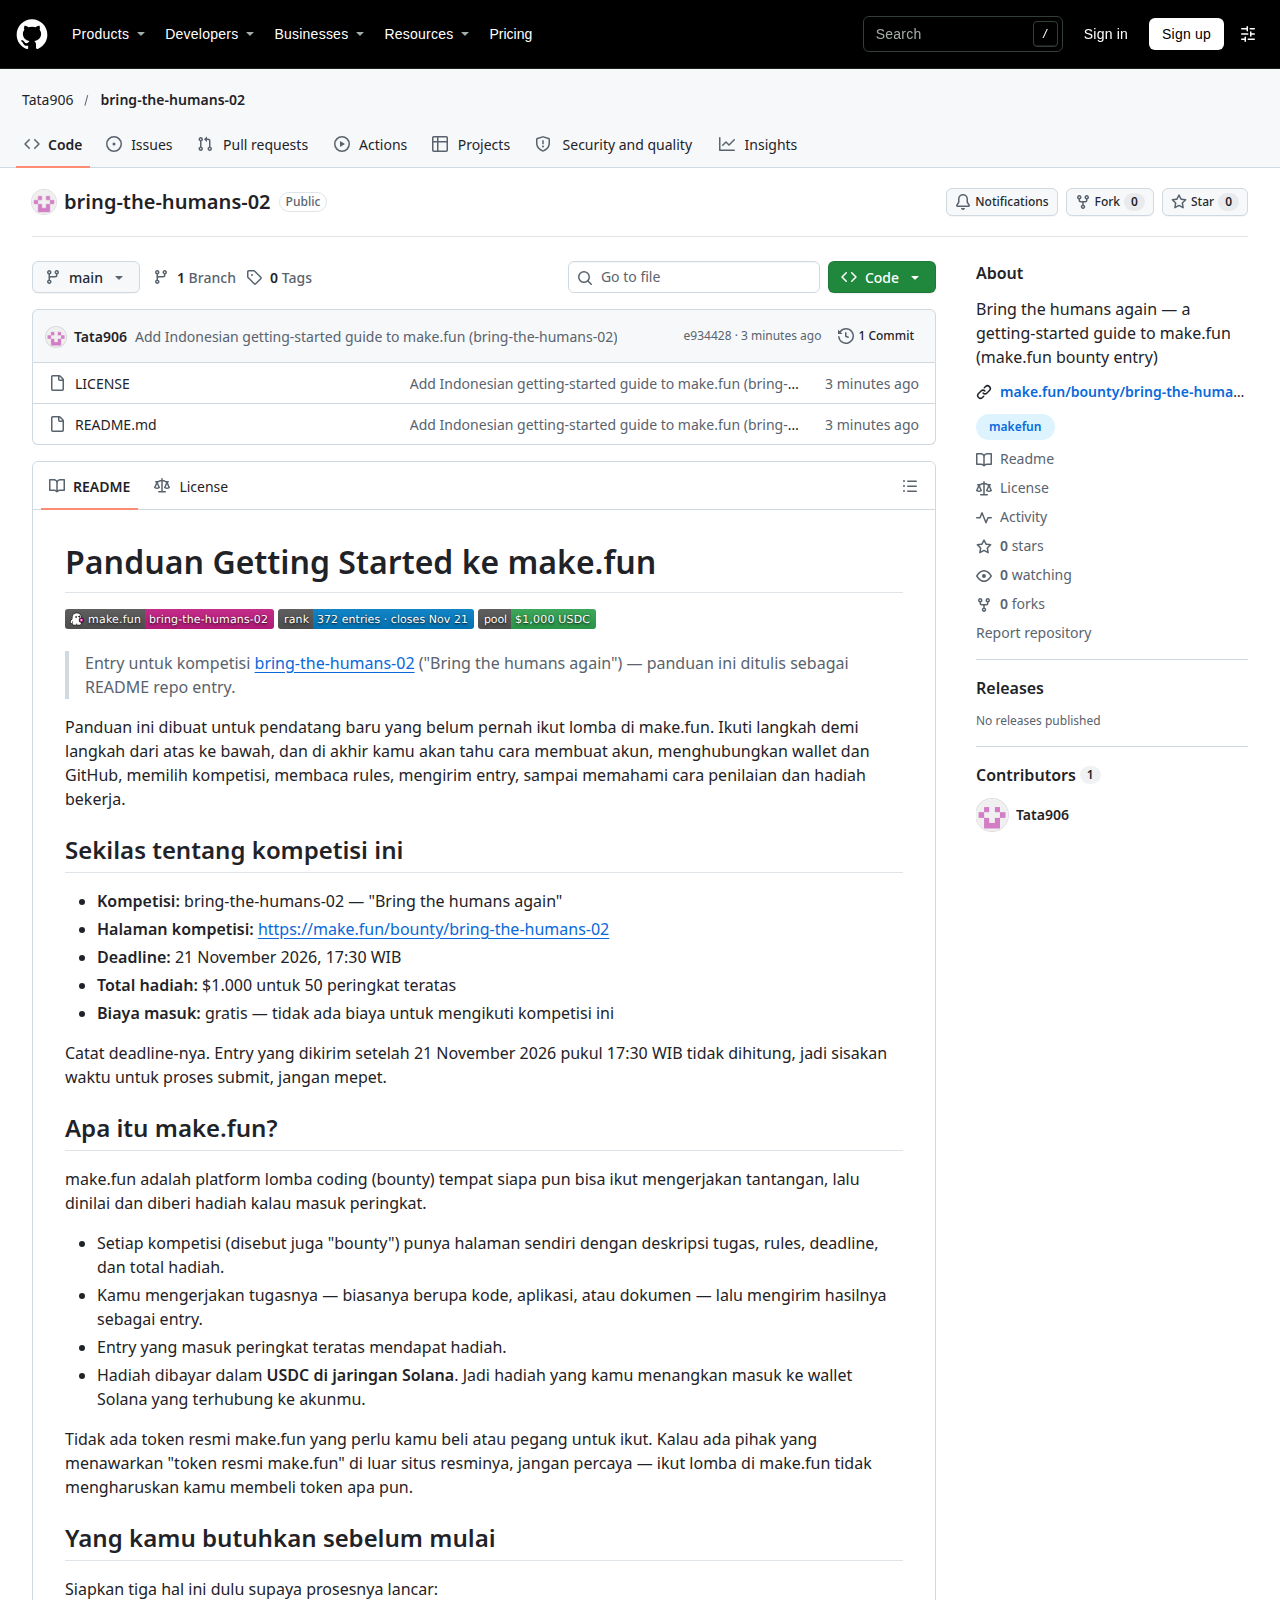 Products Developers Businesses Resources Pricing Search / Sign in Sign up
Tata906 / bring-the-humans-02
Code Issues Pull requests Actions Projects Security and quality Insights
bring-the-humans-02 Public Notifications Fork 0 Star 0
main 1 Branch 0 Tags Go to file Code
Tata906 Add Indonesian getting-started guide to make.fun (bring-the-humans-02) e934428 · 3 minutes ago 1 Commit
LICENSE Add Indonesian getting-started guide to make.fun (bring-... 3 minutes ago
README.md Add Indonesian getting-started guide to make.fun (bring-... 3 minutes ago
README License
Panduan Getting Started ke make.fun
make.fun bring-the-humans-02 rank 372 entries · closes Nov 21 pool $1,000 USDC
Entry untuk kompetisi bring-the-humans-02 ("Bring the humans again") — panduan ini ditulis sebagai
README repo entry.
Panduan ini dibuat untuk pendatang baru yang belum pernah ikut lomba di make.fun. Ikuti langkah demi
langkah dari atas ke bawah, dan di akhir kamu akan tahu cara membuat akun, menghubungkan wallet dan
GitHub, memilih kompetisi, membaca rules, mengirim entry, sampai memahami cara penilaian dan hadiah
bekerja.
Sekilas tentang kompetisi ini
Kompetisi: bring-the-humans-02 — "Bring the humans again"
Halaman kompetisi: https://make.fun/bounty/bring-the-humans-02
Deadline: 21 November 2026, 17:30 WIB
Total hadiah: $1.000 untuk 50 peringkat teratas
Biaya masuk: gratis — tidak ada biaya untuk mengikuti kompetisi ini
Catat deadline-nya. Entry yang dikirim setelah 21 November 2026 pukul 17:30 WIB tidak dihitung, jadi sisakan
waktu untuk proses submit, jangan mepet.
Apa itu make.fun?
make.fun adalah platform lomba coding (bounty) tempat siapa pun bisa ikut mengerjakan tantangan, lalu
dinilai dan diberi hadiah kalau masuk peringkat.
Setiap kompetisi (disebut juga "bounty") punya halaman sendiri dengan deskripsi tugas, rules, deadline,
dan total hadiah.
Kamu mengerjakan tugasnya — biasanya berupa kode, aplikasi, atau dokumen — lalu mengirim hasilnya
sebagai entry.
Entry yang masuk peringkat teratas mendapat hadiah.
Hadiah dibayar dalam USDC di jaringan Solana. Jadi hadiah yang kamu menangkan masuk ke wallet
Solana yang terhubung ke akunmu.
Tidak ada token resmi make.fun yang perlu kamu beli atau pegang untuk ikut. Kalau ada pihak yang
menawarkan "token resmi make.fun" di luar situs resminya, jangan percaya — ikut lomba di make.fun tidak
mengharuskan kamu membeli token apa pun.
Yang kamu butuhkan sebelum mulai
Siapkan tiga hal ini dulu supaya prosesnya lancar:
About
Bring the humans again — a
getting-started guide to make.fun
(make.fun bounty entry)
make.fun/bounty/bring-the-huma...
makefun
Readme
License
Activity
0 stars
0 watching
0 forks
Report repository
Releases
No releases published
Contributors 1
Tata906